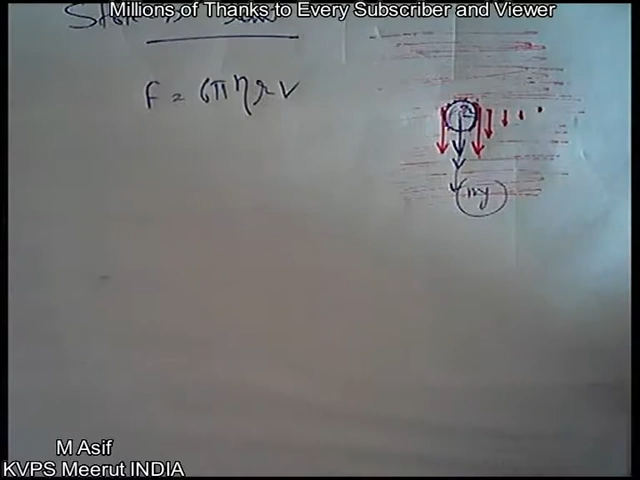 Millions of Thanks to Every Subscriber and Viewer
F = 6πηrv
r
mg
M Asif
KVPS Meerut INDIA